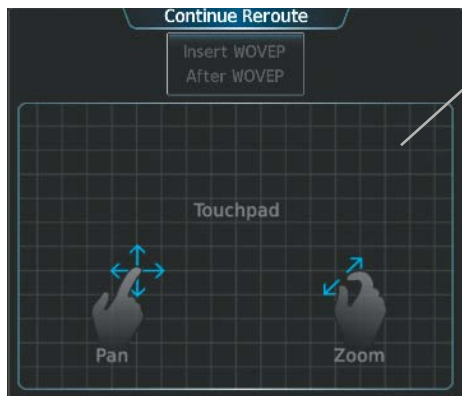 Continue Reroute
Insert WOVEP
After WOVEP
Touchpad
Pan
Zoom